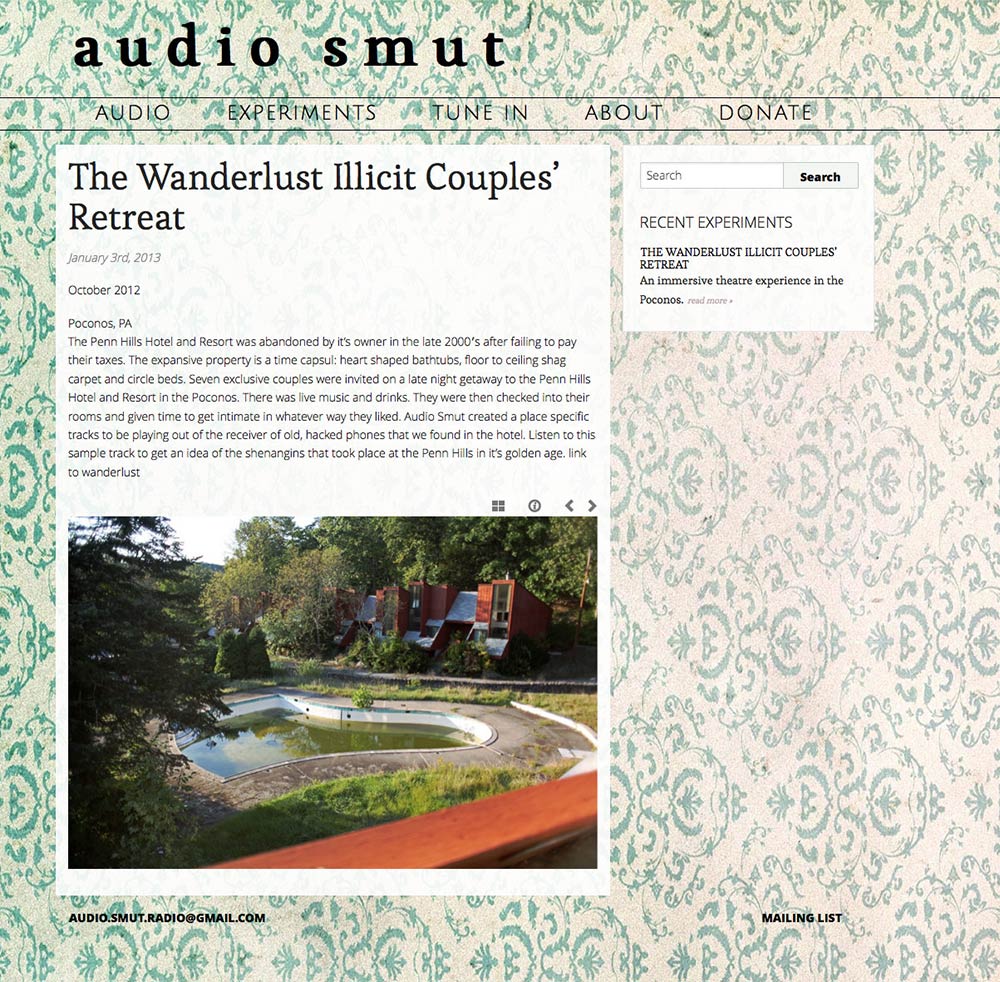 audio smut
AUDIO EXPERIMENTS TUNE IN ABOUT DONATE
The Wanderlust Illicit Couples’
Retreat
January 3rd, 2013
October 2012
Poconos, PA
The Penn Hills Hotel and Resort was abandoned by it’s owner in the late 2000′s after failing to pay
their taxes. The expansive property is a time capsul: heart shaped bathtubs, floor to ceiling shag
carpet and circle beds. Seven exclusive couples were invited on a late night getaway to the Penn Hills
Hotel and Resort in the Poconos. There was live music and drinks. They were then checked into their
rooms and given time to get intimate in whatever way they liked. Audio Smut created a place specific
tracks to be playing out of the receiver of old, hacked phones that we found in the hotel. Listen to this
sample track to get an idea of the shenangins that took place at the Penn Hills in it’s golden age. link
to wanderlust
Search Search
RECENT EXPERIMENTS
THE WANDERLUST ILLICIT COUPLES’
RETREAT
An immersive theatre experience in the
Poconos. read more »
AUDIO.SMUT.RADIO@GMAIL.COM
MAILING LIST